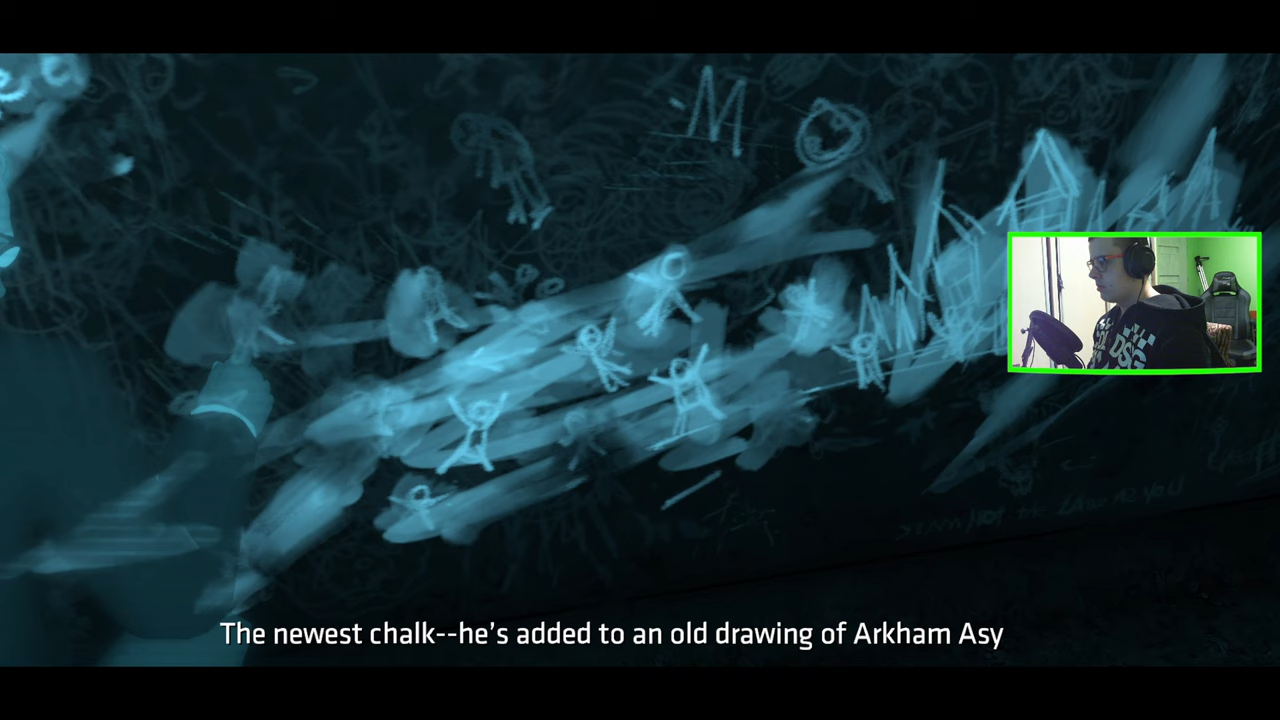 M
The newest chalk--he's added to an old drawing of Arkham Asy